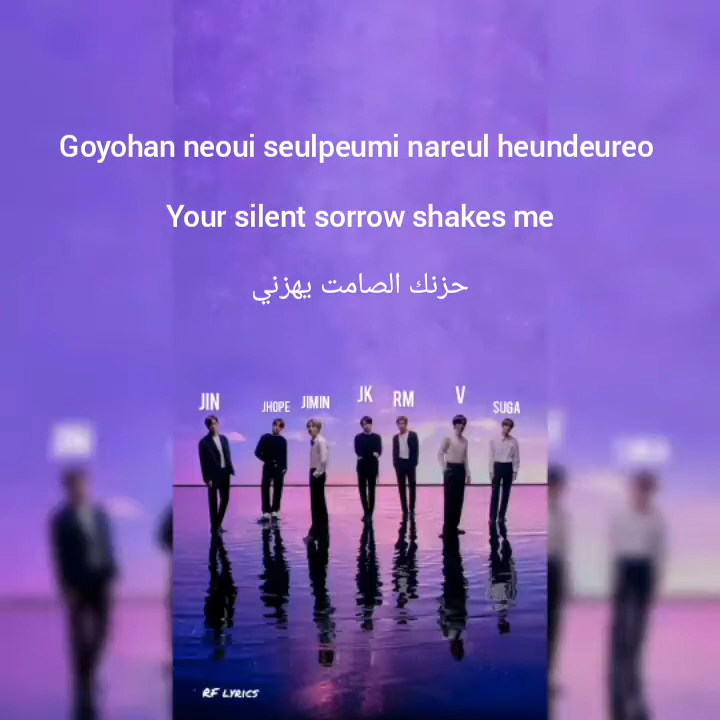 Goyohan neoui seulpeumi nareul heundeureo
Your silent sorrow shakes me
حزنك الصامت يهزني
JIN JHOPE JIMIN JK RM V SUGA
RF LYRICS